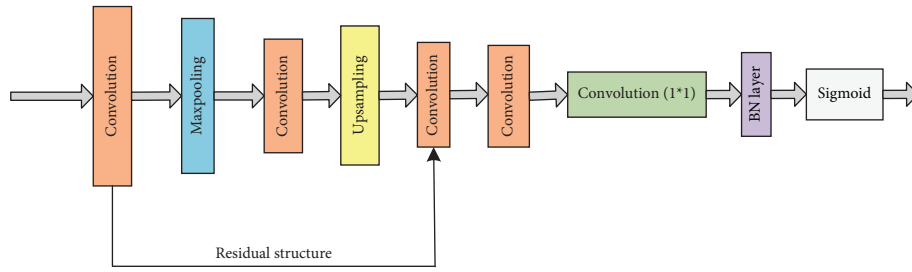 Convolution
Maxpooling
Convolution
Upsampling
Convolution
Convolution
Convolution (1*1)
BN layer
Sigmoid
Residual structure